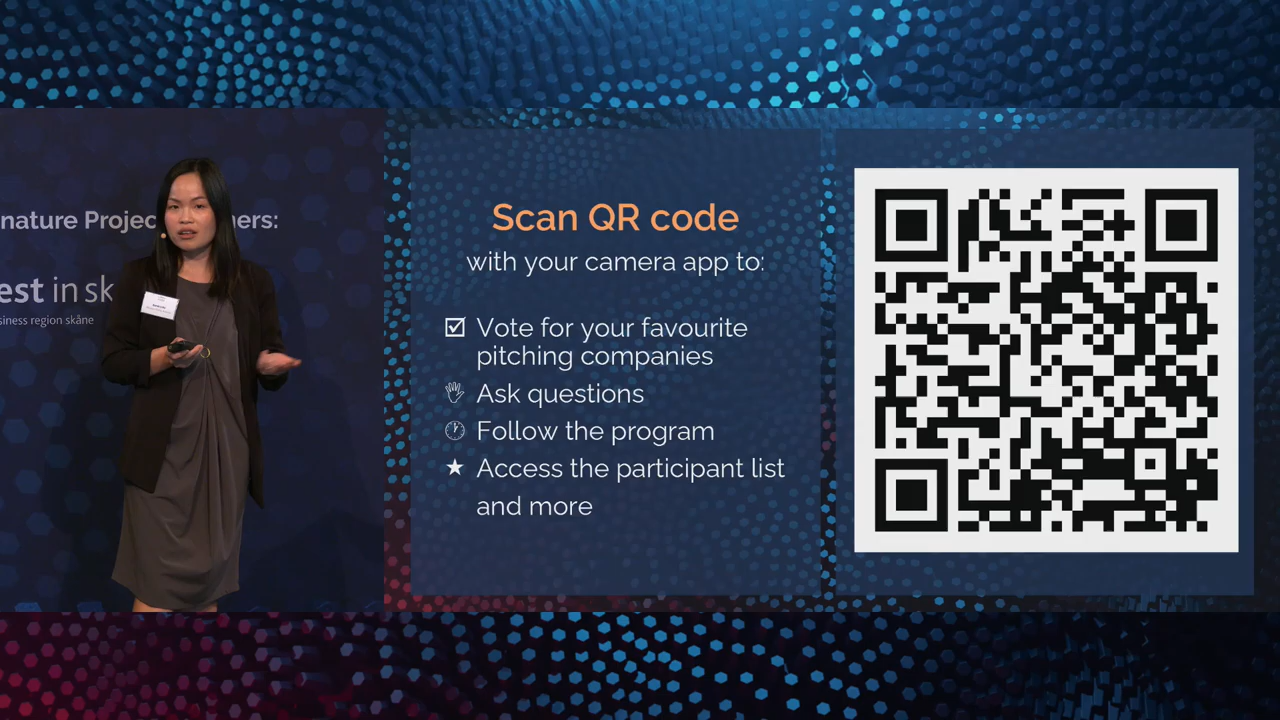 nature Projec
ners:
est in sk
siness region skåne
Scan QR code
with your camera app to:
Vote for your favourite
pitching companies
Ask questions
Follow the program
Access the participant list
and more